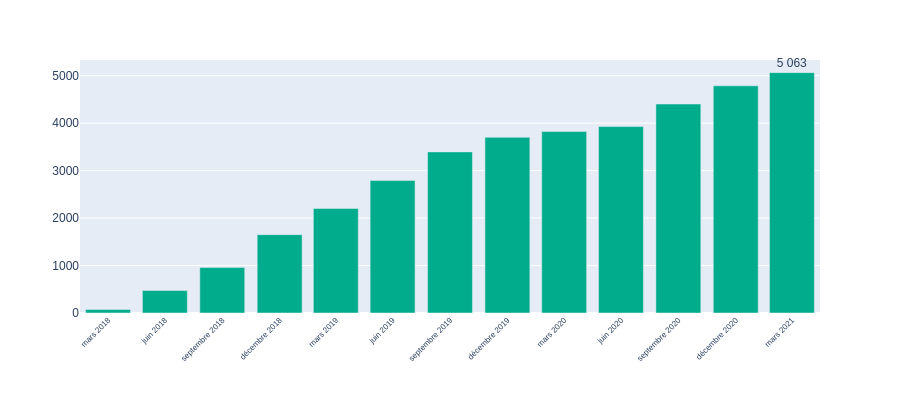 5 063
5000
4000
3000
2000
1000
0
mars 2018
juin 2018
septembre 2018
décembre 2018
mars 2019
juin 2019
septembre 2019
décembre 2019
mars 2020
juin 2020
septembre 2020
décembre 2020
mars 2021